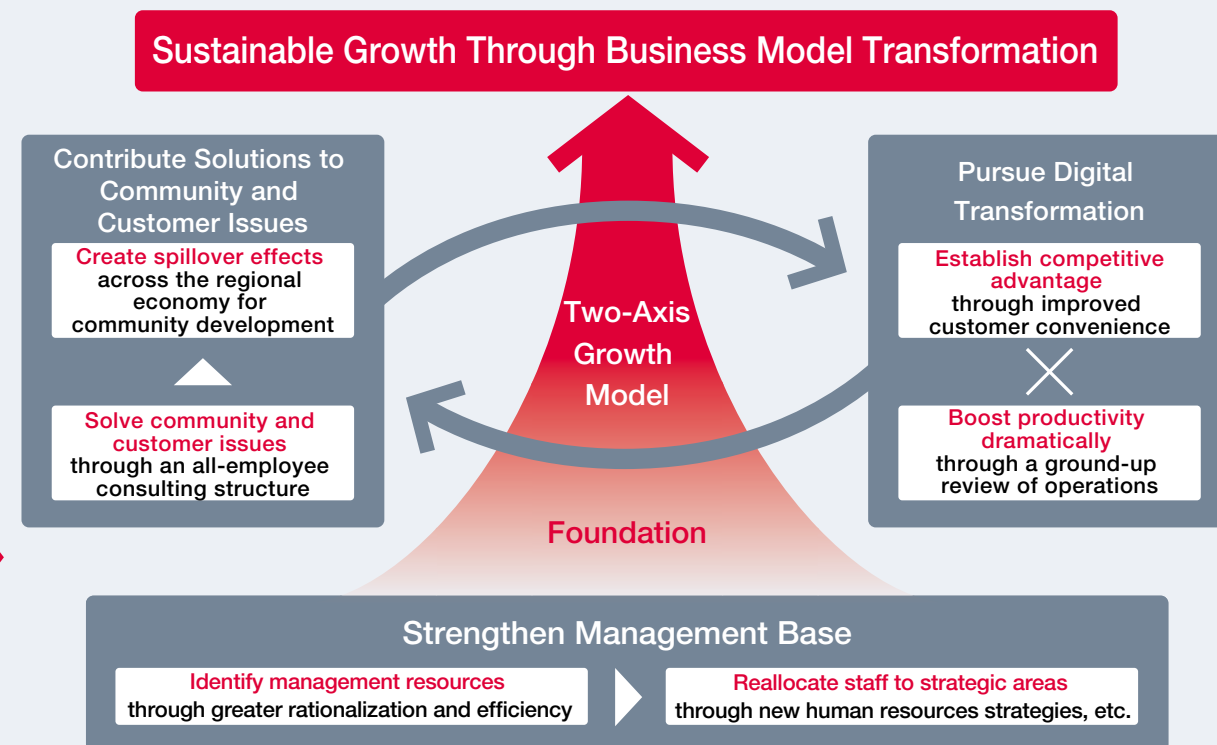 Sustainable Growth Through Business Model Transformation
Contribute Solutions to
Community and
Customer Issues
Create spillover effects
across the regional
economy for
community development
Solve community and
customer issues
through an all-employee
consulting structure
Two-Axis
Growth
Model
Foundation
Pursue Digital
Transformation
Establish competitive
advantage
through improved
customer convenience
Boost productivity
dramatically
through a ground-up
review of operations
Strengthen Management Base
Identify management resources
through greater rationalization and efficiency
Reallocate staff to strategic areas
through new human resources strategies, etc.